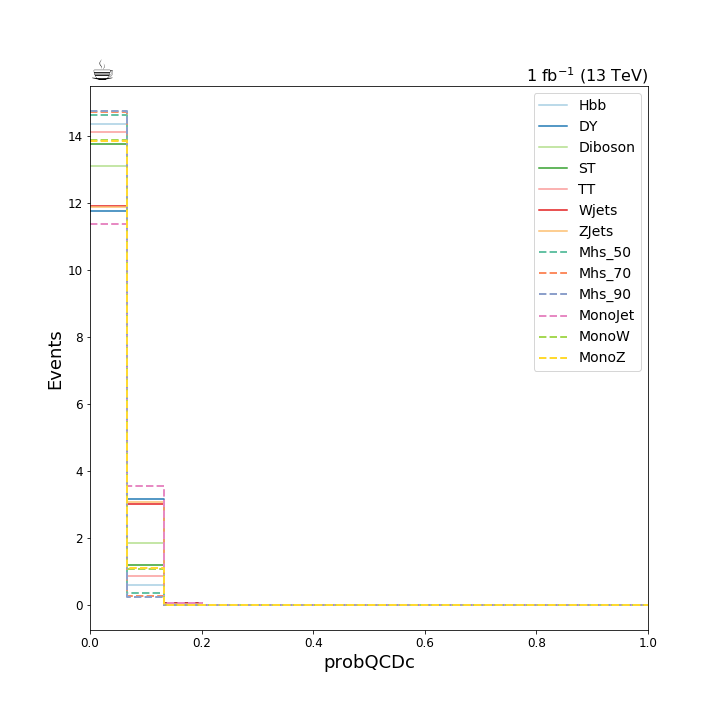 ☕ 1 fb⁻¹ (13 TeV)
Hbb
DY
Diboson
ST
TT
Wjets
ZJets
Mhs_50
Mhs_70
Mhs_90
MonoJet
MonoW
MonoZ
14
12
10
8
6
4
2
0
Events
0.0 0.2 0.4 0.6 0.8 1.0
probQCDc